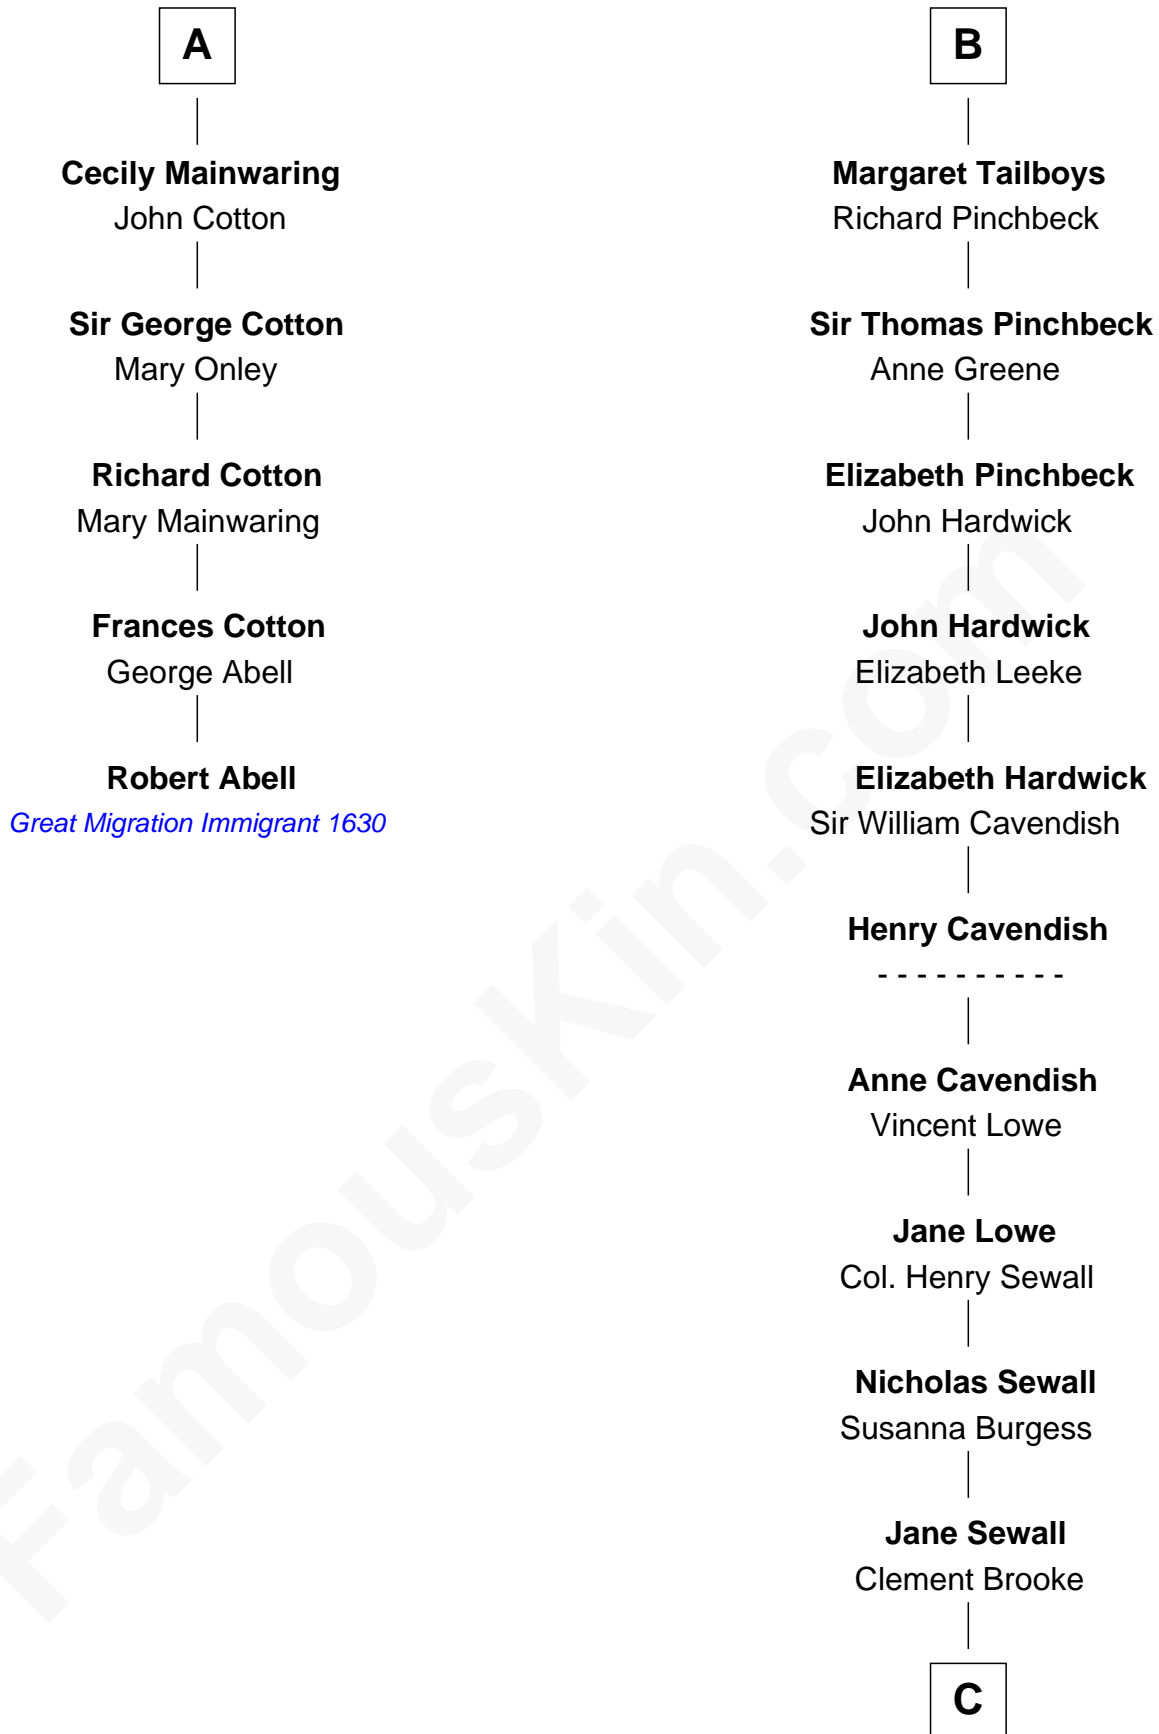 A
Cecily Mainwaring
John Cotton
Sir George Cotton
Mary Onley
Richard Cotton
Mary Mainwaring
Frances Cotton
George Abell
Robert Abell
Great Migration Immigrant 1630
B
Margaret Tailboys
Richard Pinchbeck
Sir Thomas Pinchbeck
Anne Greene
Elizabeth Pinchbeck
John Hardwick
John Hardwick
Elizabeth Leeke
Elizabeth Hardwick
Sir William Cavendish
Henry Cavendish
- - - - - - - - - -
Anne Cavendish
Vincent Lowe
Jane Lowe
Col. Henry Sewall
Nicholas Sewall
Susanna Burgess
Jane Sewall
Clement Brooke
C
FamousKin.com